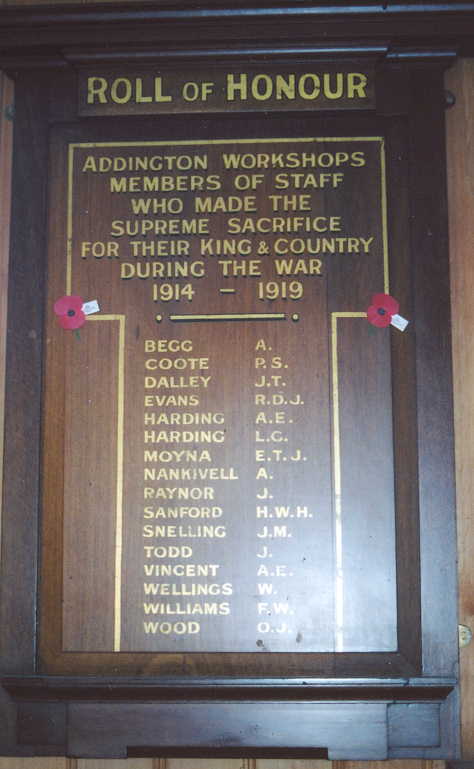 ROLL OF HONOUR
ADDINGTON WORKSHOPS
MEMBERS OF STAFF
WHO MADE THE
SUPREME SACRIFICE
FOR THEIR KING & COUNTRY
DURING THE WAR
1914 – 1919
BEGG A.
COOTE P.S.
DALLEY J.T.
EVANS R.D.J.
HARDING A.E.
HARDING L.G.
MOYNA E.T.J.
NANKIVELL A.
RAYNOR J.
SANFORD H.W.H.
SNELLING J.M.
TODD J.
VINCENT A.E.
WELLINGS W.
WILLIAMS F.W.
WOOD O.J.